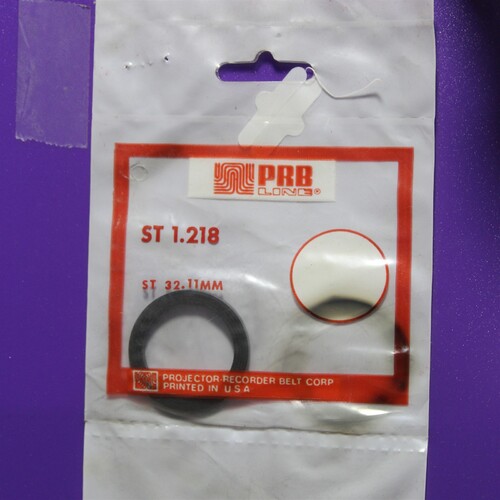 PRB
LINE®
ST 1.218
ST 32.11MM
PROJECTOR-RECORDER BELT CORP
PRINTED IN U S A